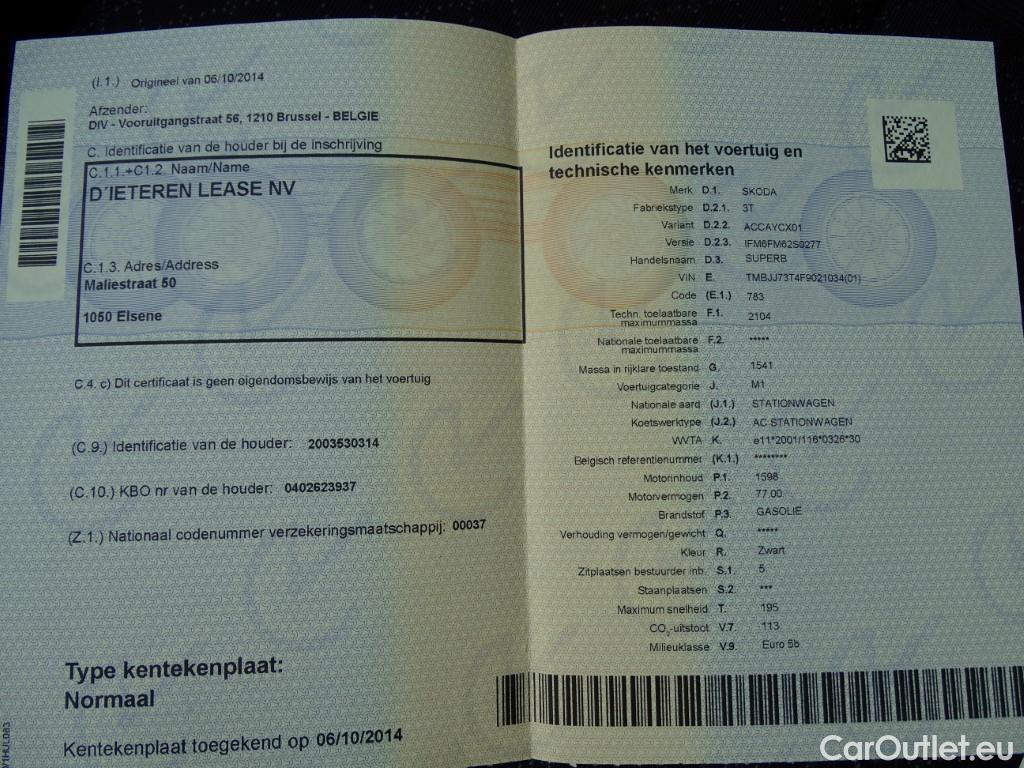 (I.1.) Origineel van 06/10/2014
Afzender:
DIV - Vooruitgangstraat 56, 1210 Brussel - BELGIE
C. Identificatie van de houder bij de inschrijving
C.1.1.+C1.2. Naam/Name
D´IETEREN LEASE NV
C.1.3. Adres/Address
Maliestraat 50
1050 Elsene
C.4. c) Dit certificaat is geen eigendomsbewijs van het voertuig
(C.9.) Identificatie van de houder: 2003530314
(C.10.) KBO nr van de houder: 0402623937
(Z.1.) Nationaal codenummer verzekeringsmaatschappij: 00037
Type kentekenplaat:
Normaal
Kentekenplaat toegekend op 06/10/2014
V1HUL083
Identificatie van het voertuig en
technische kenmerken
Merk D.1. SKODA
Fabriekstype D.2.1. 3T
Variant D.2.2. ACCAYCX01
Versie D.2.3. IFM6FM62S0277
Handelsnaam D.3. SUPERB
VIN E. TMBJJ73T4F9021034(01)
Code (E.1.) 783
Techn. toelaatbare F.1. 2104
maximummassa
Nationale toelaatbare F.2. *****
maximummassa
Massa in rijklare toestand G. 1541
Voertuigcategorie J. M1
Nationale aard (J.1.) STATIONWAGEN
Koetswerktype (J.2.) AC STATIONWAGEN
VVTA K. e11*2001/116*0326*30
Belgisch referentienummer (K.1.) ********
Motorinhoud P.1. 1598
Motorvermogen P.2. 77.00
Brandstof P.3. GASOLIE
Verhouding vermogen/gewicht Q. *****
Kleur R. Zwart
Zitplaatsen bestuurder inb. S.1. 5
Staanplaatsen S.2. ***
Maximum snelheid T. 195
CO2-uitstoot V.7. 113
Milieuklasse V.9. Euro 5b
CarOutlet.eu